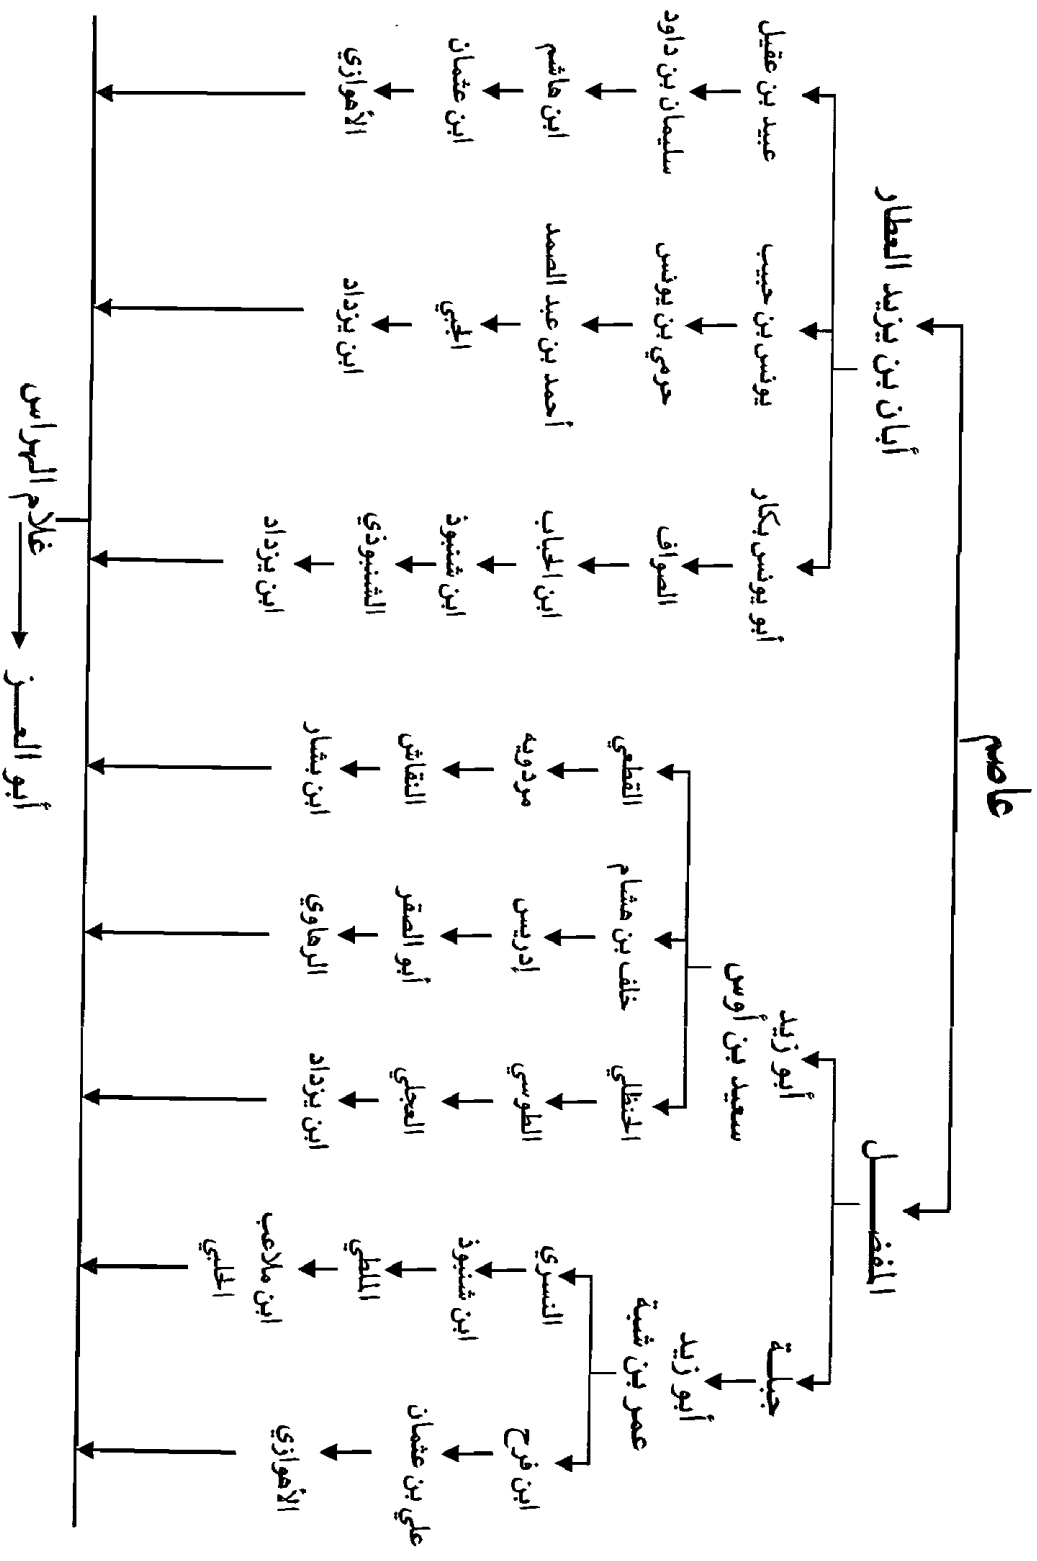 عاصم
أبان بن يزيد العطار
المفضل
عبيد بن عقيل
سليمان بن داود
ابن هاشم
ابن عثمان
الأهوازي
يونس بن حبيب
حرمي بن يونس
أحمد بن عبد الصمد
الجبي
ابن يزداد
أبو يونس بكار
الصواف
ابن الحباب
ابن شنبوذ
الشنبوذي
ابن يزداد
أبو زيد
سعيد بن أوس
القطعي
مردويه
النقاش
ابن بشار
خلف بن هشام
إدريس
أبو الصقر
الرهاوي
الحنظلي
الطوسي
العجلي
ابن يزداد
جبلة
أبو زيد
عمر بن شبة
النسري
ابن شنبوذ
الملطي
ابن ملاعب
الحلبي
ابن فرح
علي بن عثمان
الأهوازي
غلام الهراس
أبو العز